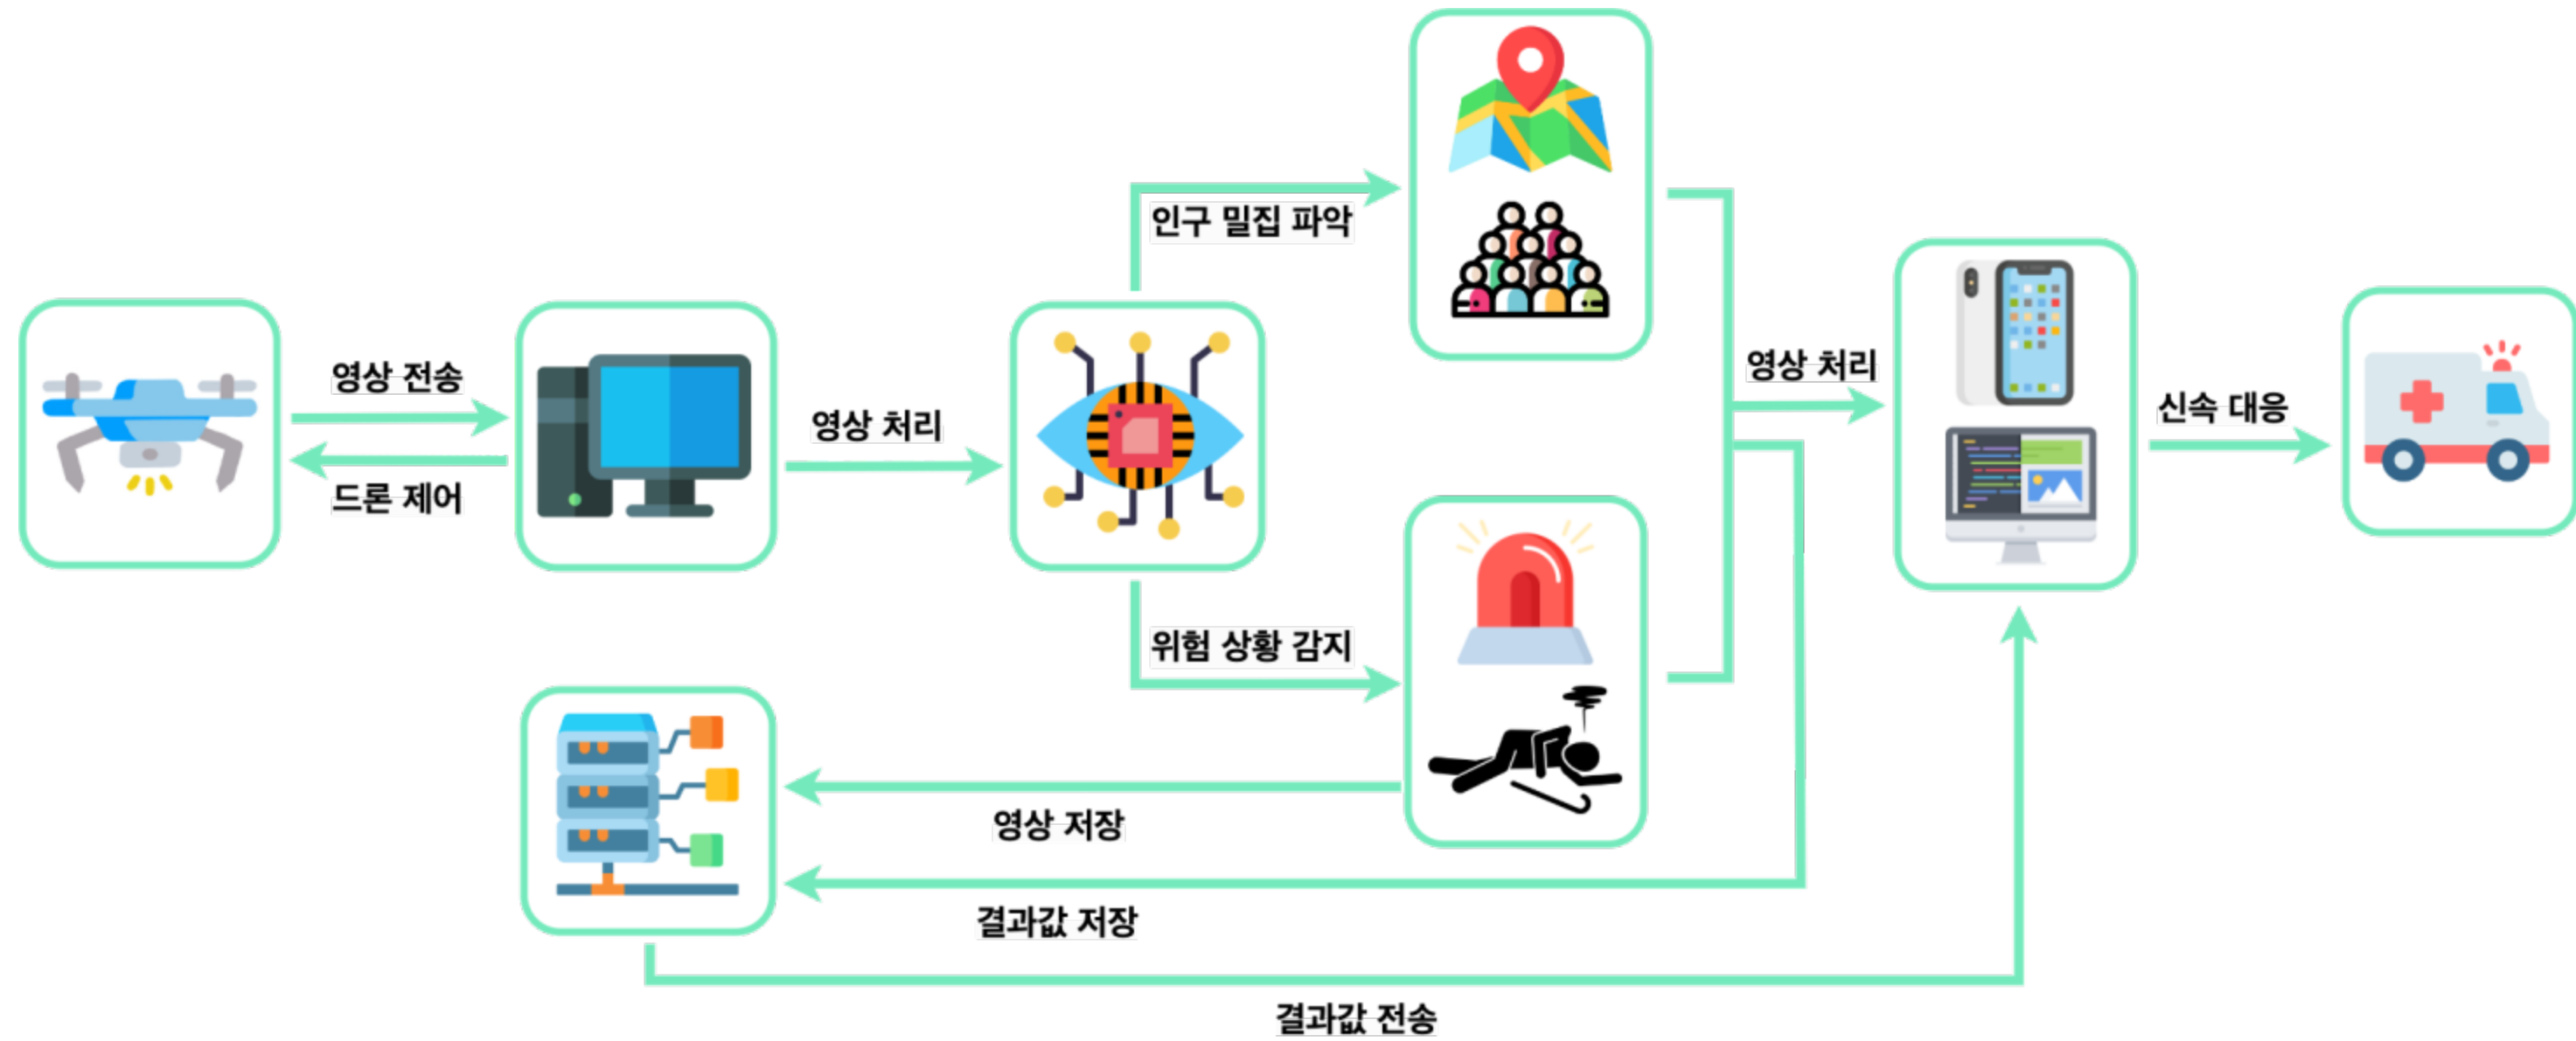 인구 밀집 파악
영상 전송
영상 처리
신속 대응
영상 처리
드론 제어
위험 상황 감지
영상 저장
결과값 저장
결과값 전송